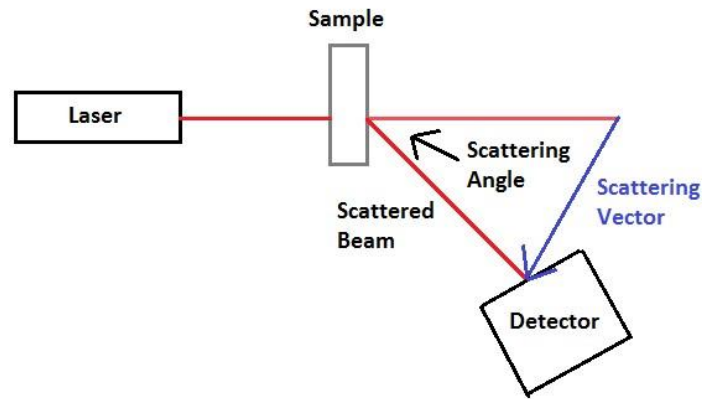 Sample
Laser
Scattering
Angle
Scattering
Vector
Scattered
Beam
Detector